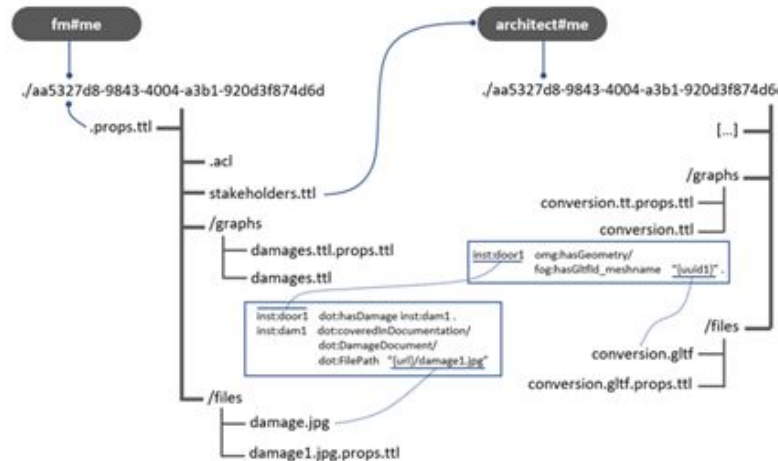 fm#me
architect#me
./aa5327d8-9843-4004-a3b1-920d3f874d6d
./aa5327d8-9843-4004-a3b1-920d3f874d6d
.props.ttl
[...]
.acl
stakeholders.ttl
/graphs
/graphs
conversion.tt.props.ttl
conversion.ttl
damages.ttl.props.ttl
damages.ttl
inst:door1 omg:hasGeometry/
fog:hasGltfId_meshname "{uuid1}" .
inst:door1 dot:hasDamage inst:dam1 .
inst:dam1 dot:coveredInDocumentation/
dot:DamageDocument/
dot:FilePath "{url}/damage1.jpg"
/files
conversion.gltf
conversion.gltf.props.ttl
/files
damage.jpg
damage1.jpg.props.ttl